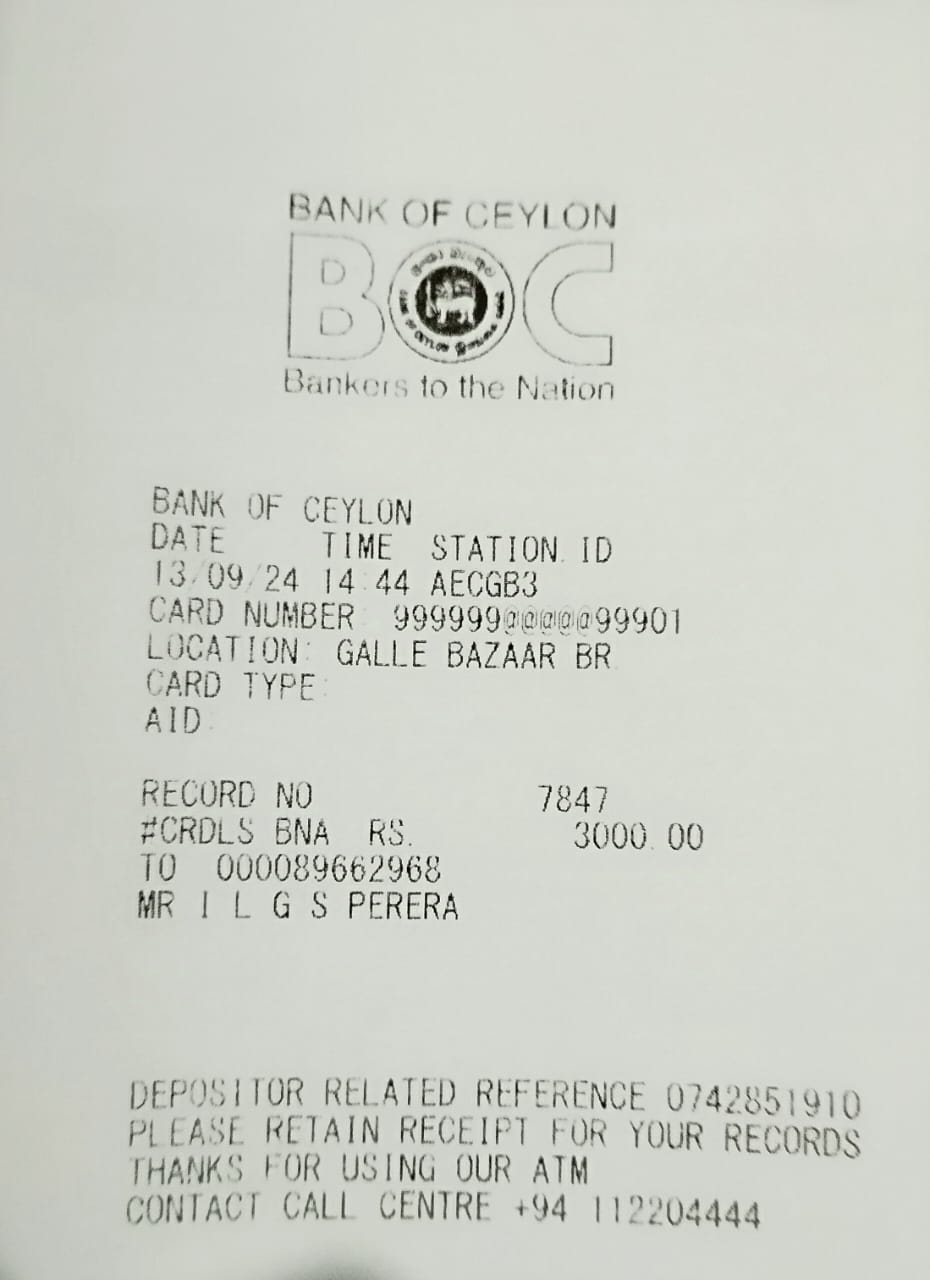 BANK OF CEYLON
BOC
Bankers to the Nation
BANK OF CEYLON
DATE TIME STATION ID
13/09/24 14:44 AECGB3
CARD NUMBER 999999@@@@@99901
LOCATION: GALLE BAZAAR BR
CARD TYPE:
AID:
RECORD NO 7847
#CRDLS BNA RS. 3000.00
TO 000089662968
MR I L G S PERERA
DEPOSITOR RELATED REFERENCE 0742851910
PLEASE RETAIN RECEIPT FOR YOUR RECORDS
THANKS FOR USING OUR ATM
CONTACT CALL CENTRE +94 112204444